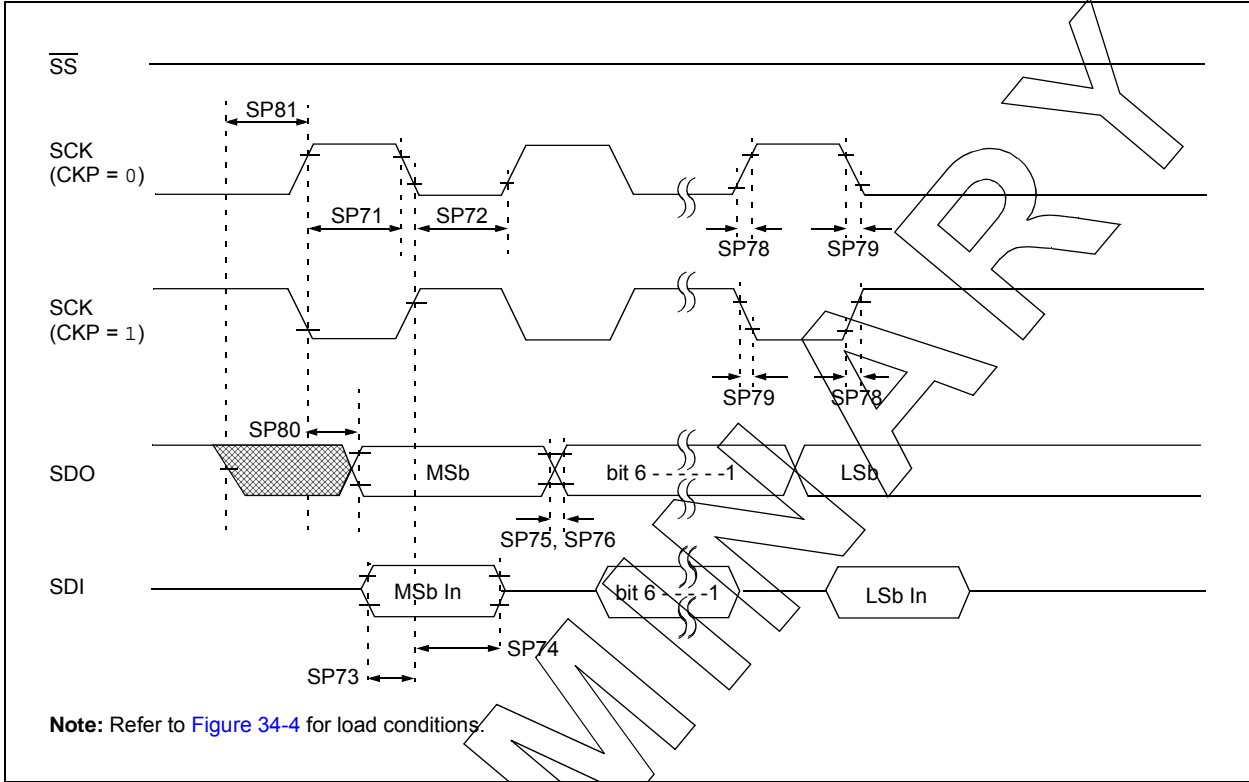 SS
SP81
SCK
(CKP = 0)
SP71 SP72
SP78 SP79
SCK
(CKP = 1)
SP79 SP78
SP80
SDO MSb bit 6 - - - - - -1 LSb
SP75, SP76
SDI MSb In bit 6 - - - - -1 LSb In
SP74
SP73
Note: Refer to Figure 34-4 for load conditions.
M I N A R Y